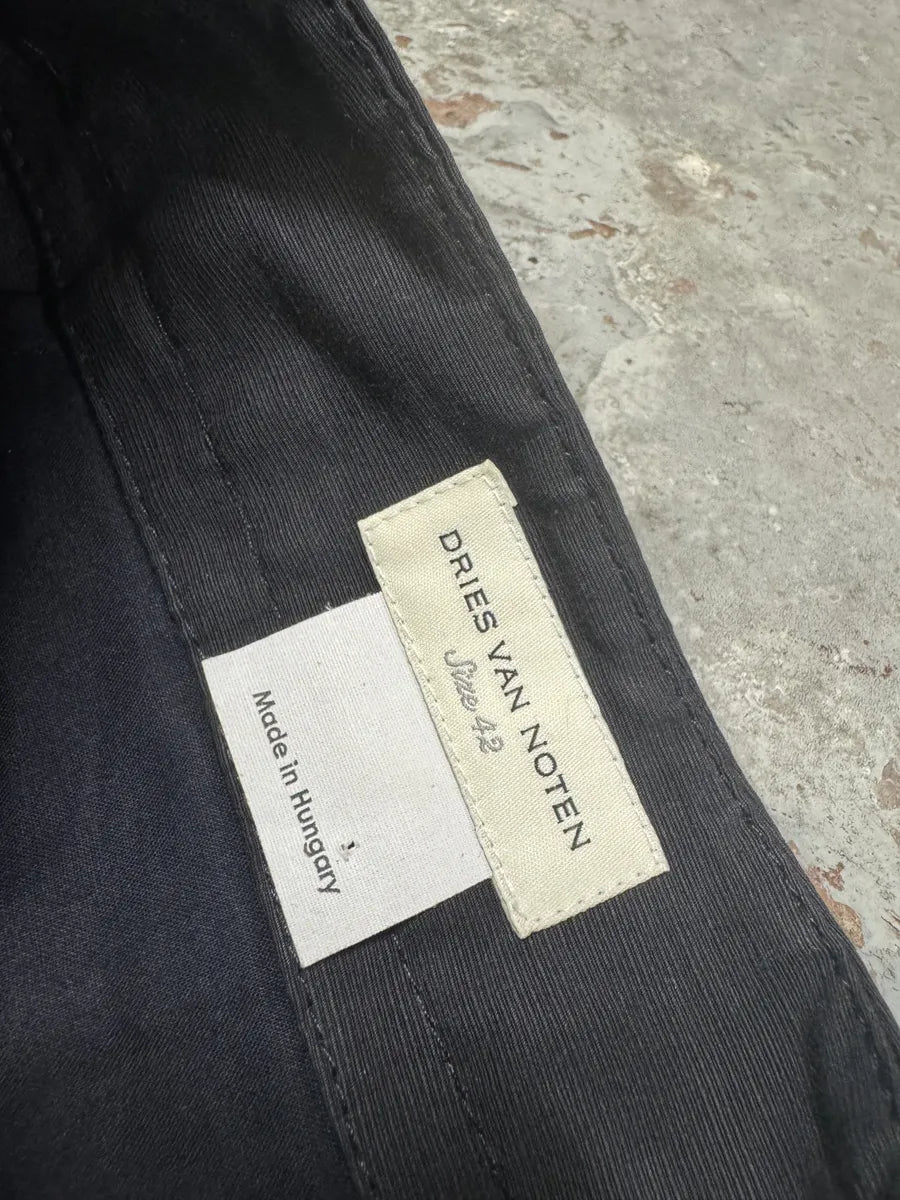 DRIES VAN NOTEN
Size 42
Made in Hungary